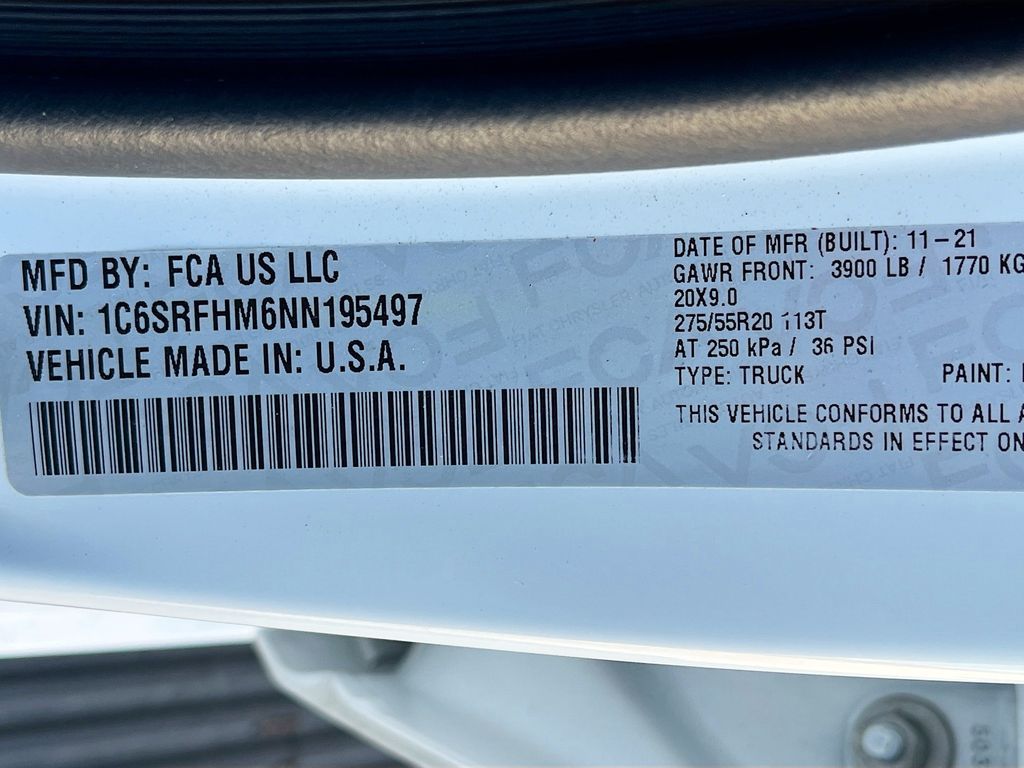 MFD BY: FCA US LLC
VIN: 1C6SRFHM6NN195497
VEHICLE MADE IN: U.S.A.
DATE OF MFR (BUILT): 11-21
GAWR FRONT: 3900 LB / 1770 KG
20X9.0
275/55R20 113T
AT 250 kPa / 36 PSI
TYPE: TRUCK PAINT:
THIS VEHICLE CONFORMS TO ALL A
STANDARDS IN EFFECT ON